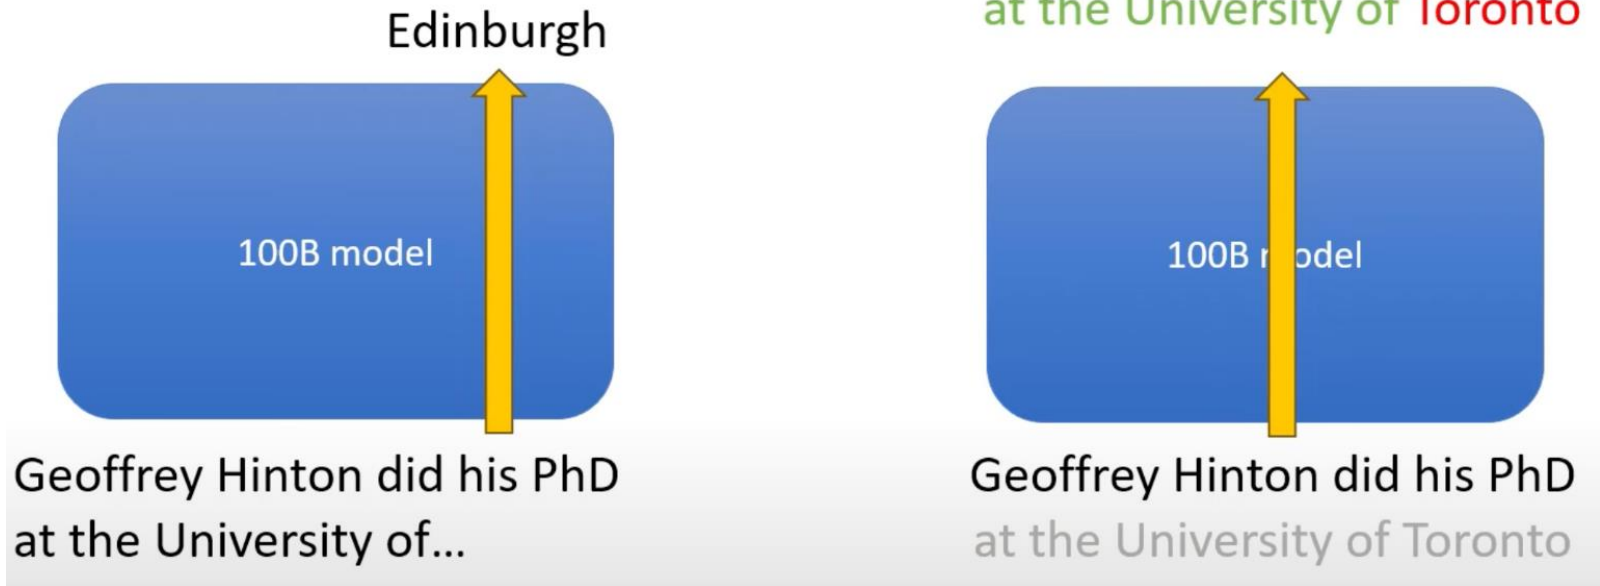 Edinburgh
100B model
Geoffrey Hinton did his PhD
at the University of...
at the University of Toronto
100B model
Geoffrey Hinton did his PhD
at the University of Toronto